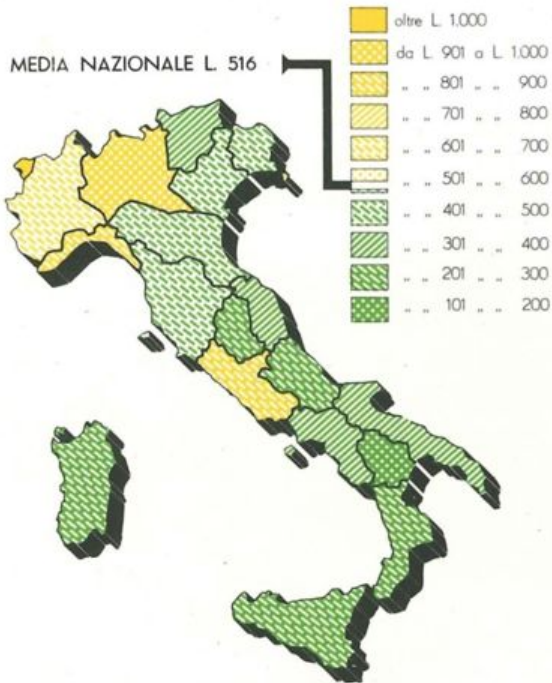 oltre L. 1.000
da L. 901 a L. 1.000
MEDIA NAZIONALE L. 516
„ „ 801 „ „ 900
„ „ 701 „ „ 800
„ „ 601 „ „ 700
„ „ 501 „ „ 600
„ „ 401 „ „ 500
„ „ 301 „ „ 400
„ „ 201 „ „ 300
„ „ 101 „ „ 200